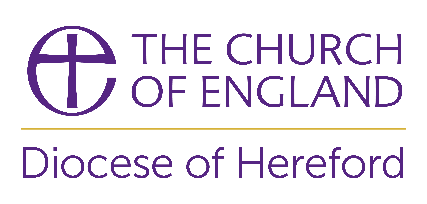 THE CHURCH
OF ENGLAND
Diocese of Hereford